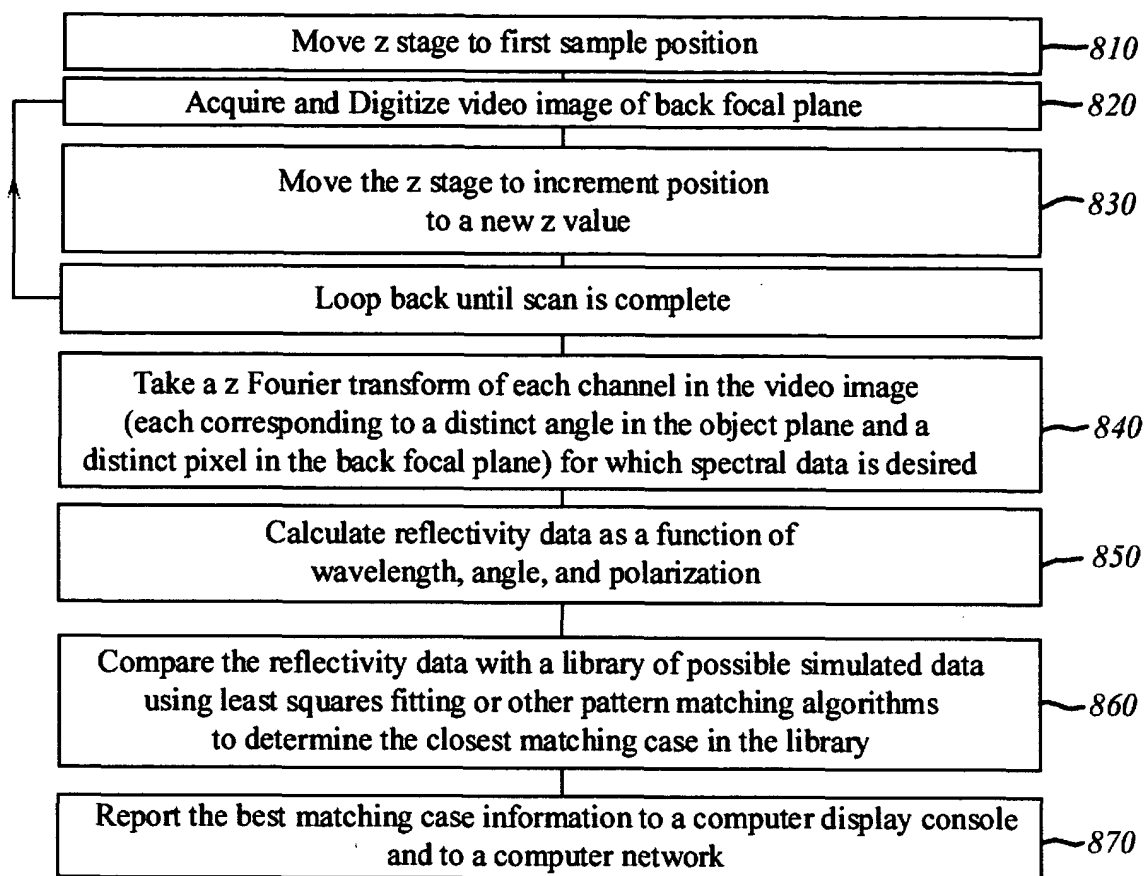 Move z stage to first sample position
810
Acquire and Digitize video image of back focal plane
820
Move the z stage to increment position
to a new z value
830
Loop back until scan is complete
Take a z Fourier transform of each channel in the video image
(each corresponding to a distinct angle in the object plane and a
distinct pixel in the back focal plane) for which spectral data is desired
840
Calculate reflectivity data as a function of
wavelength, angle, and polarization
850
Compare the reflectivity data with a library of possible simulated data
using least squares fitting or other pattern matching algorithms
to determine the closest matching case in the library
860
Report the best matching case information to a computer display console
and to a computer network
870